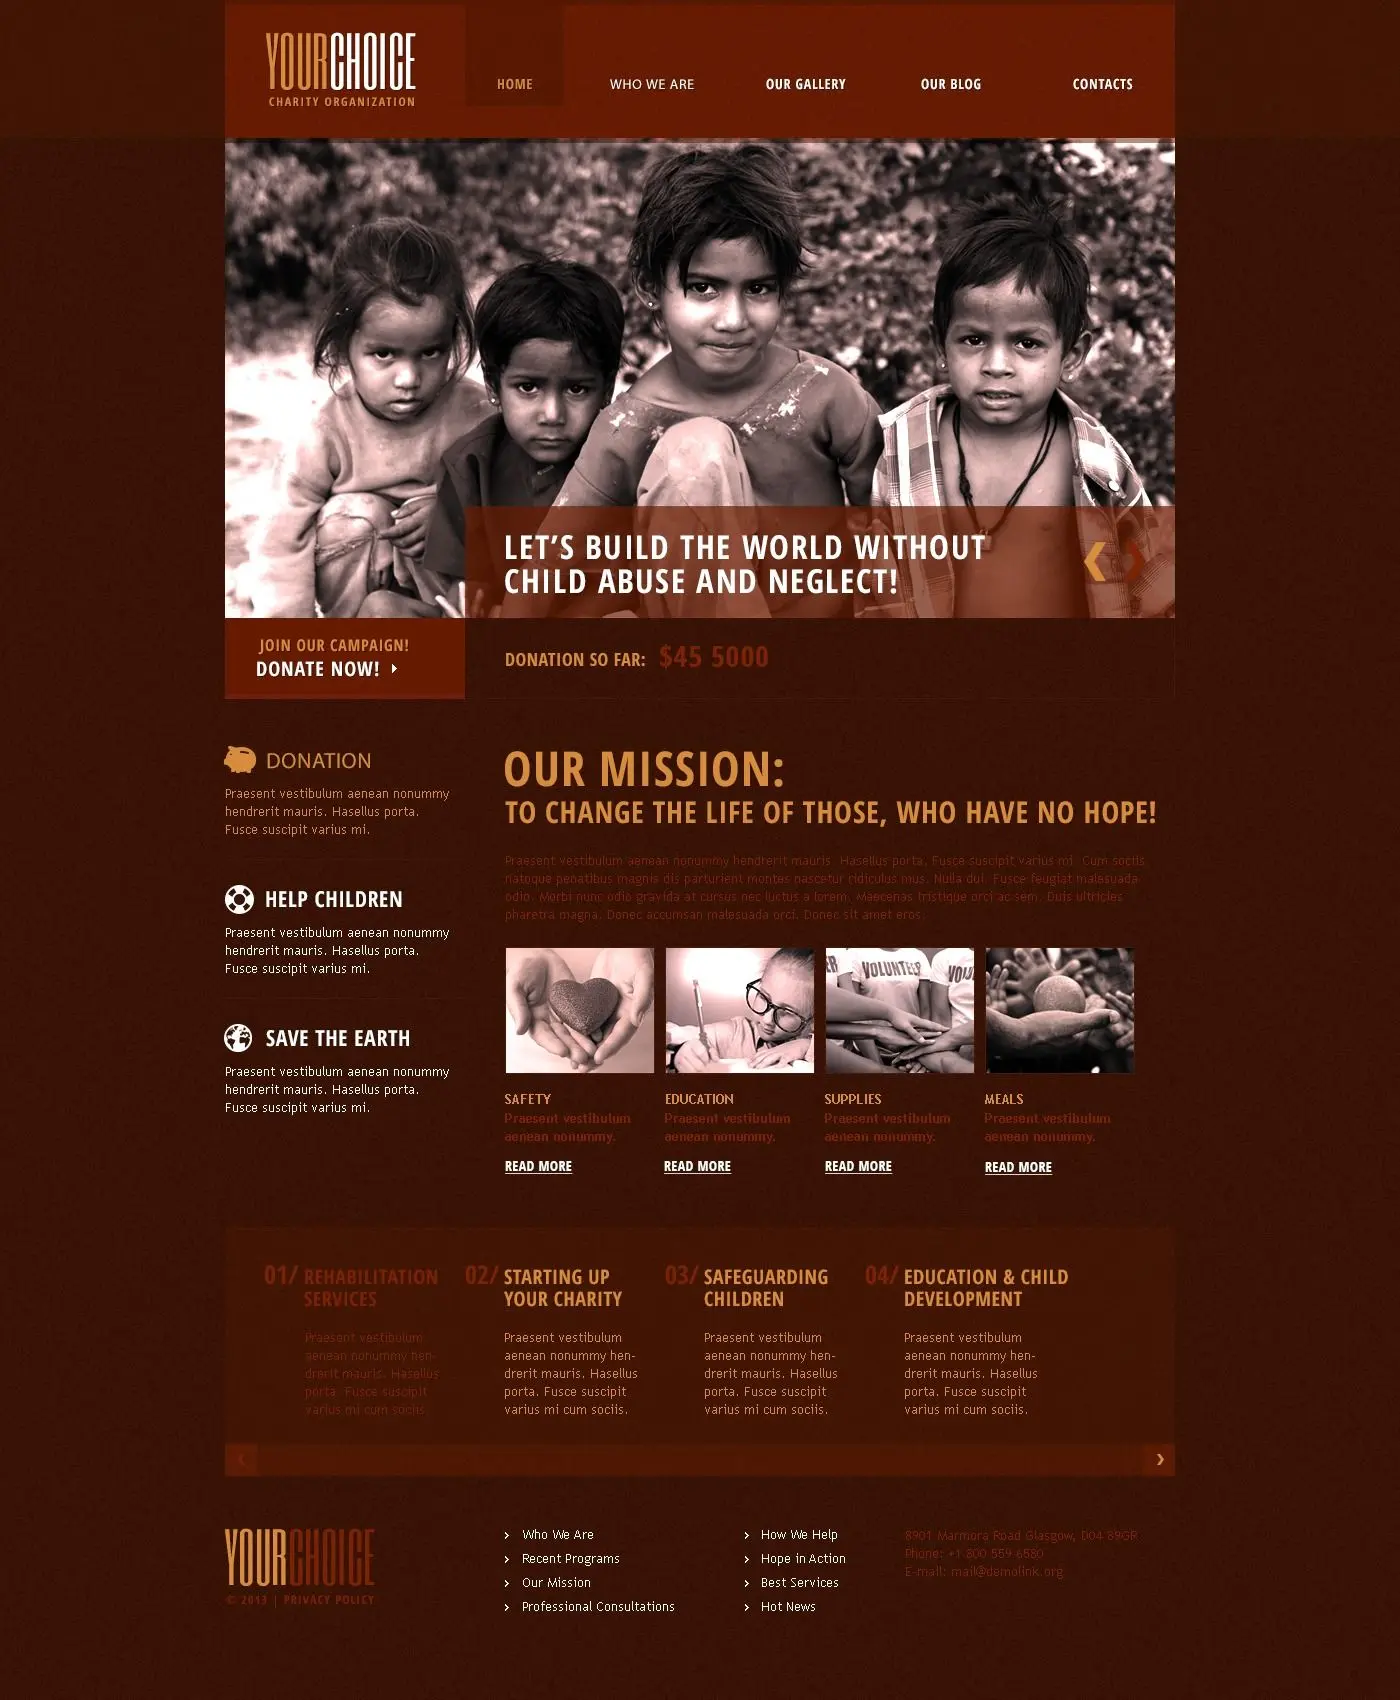 YOURCHOICE
CHARITY ORGANIZATION
HOME
WHO WE ARE
OUR GALLERY
OUR BLOG
CONTACTS
LET'S BUILD THE WORLD WITHOUT
CHILD ABUSE AND NEGLECT!
JOIN OUR CAMPAIGN!
DONATE NOW!
DONATION SO FAR: $45 5000
DONATION
Praesent vestibulum aenean nonummy
hendrerit mauris. Hasellus porta.
Fusce suscipit varius mi.
HELP CHILDREN
Praesent vestibulum aenean nonummy
hendrerit mauris. Hasellus porta.
Fusce suscipit varius mi.
SAVE THE EARTH
Praesent vestibulum aenean nonummy
hendrerit mauris. Hasellus porta.
Fusce suscipit varius mi.
OUR MISSION:
TO CHANGE THE LIFE OF THOSE, WHO HAVE NO HOPE!
Praesent vestibulum aenean nonummy hendrerit mauris. Hasellus porta. Fusce suscipit varius mi. Cum sociis
natoque penatibus magnis dis parturient montes nascetur ridiculus mus. Nulla dui. Fusce feugiat malesuada
odio. Morbi nunc odio gravida at cursus nec luctus a lorem. Maecenas tristique orci ac sem. Duis ultricies
pharetra magna. Donec accumsan malesuada orci. Donec sit amet eros.
VOLUNTEER
SAFETY
Praesent vestibulum
aenean nonummy.
READ MORE
EDUCATION
Praesent vestibulum
aenean nonummy.
READ MORE
SUPPLIES
Praesent vestibulum
aenean nonummy.
READ MORE
MEALS
Praesent vestibulum
aenean nonummy.
READ MORE
01/ REHABILITATION
SERVICES
Praesent vestibulum
aenean nonummy hen-
drerit mauris. Hasellus
porta. Fusce suscipit
varius mi cum sociis.
02/ STARTING UP
YOUR CHARITY
Praesent vestibulum
aenean nonummy hen-
drerit mauris. Hasellus
porta. Fusce suscipit
varius mi cum sociis.
03/ SAFEGUARDING
CHILDREN
Praesent vestibulum
aenean nonummy hen-
drerit mauris. Hasellus
porta. Fusce suscipit
varius mi cum sociis.
04/ EDUCATION & CHILD
DEVELOPMENT
Praesent vestibulum
aenean nonummy hen-
drerit mauris. Hasellus
porta. Fusce suscipit
varius mi cum sociis.
YOURCHOICE
© 2013 | PRIVACY POLICY
Who We Are
Recent Programs
Our Mission
Professional Consultations
How We Help
Hope in Action
Best Services
Hot News
8901 Marmora Road Glasgow, D04 89GR
Phone: +1 800 559 6580
E-mail: mail@demolink.org